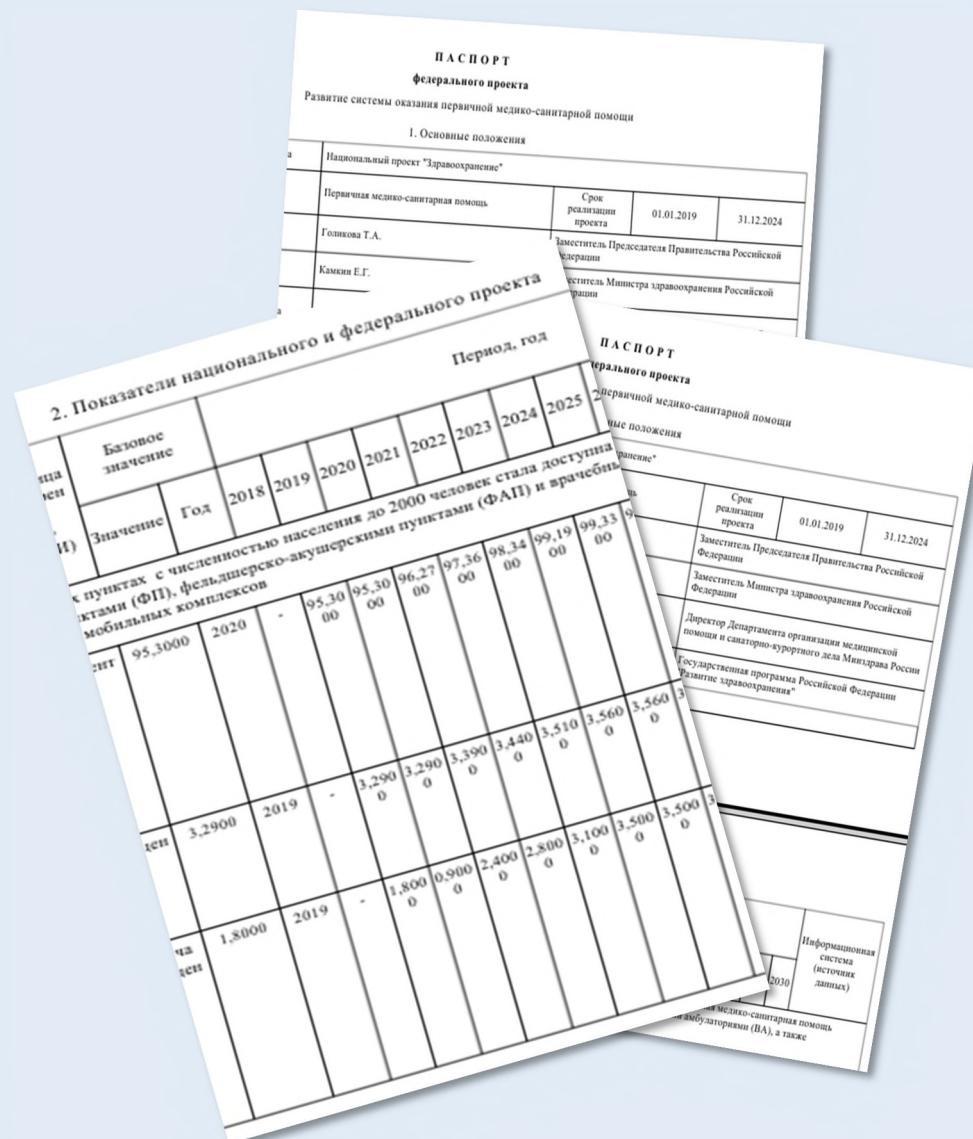 П А С П О Р Т
федерального проекта
Развитие системы оказания первичной медико-санитарной помощи
1. Основные положения
а
Национальный проект "Здравоохранение"
Первичная медико-санитарная помощь
Срок
реализации
проекта
01.01.2019
31.12.2024
Голикова Т.А.
Заместитель Председателя Правительства Российской
Федерации
Камкин Е.Г.
Министра здравоохранения Российской
а
2. Показатели национального и федерального проекта
Базовое
значение
Период, год
Значение
Год
2018 2019 2020 2021 2022 2023 2024 2025 2
пунктах с численностью населения до 2000 человек стала доступна
(ФП), фельдшерско-акушерскими пунктами (ФАП) и
мобильных комплексов
95,3000 2020 - 95,30 95,30 96,27 97,36 98,34 99,19 99,33 9
00 00 00 00 00 00 00
3,2900 2019 - 3,290 3,290 3,390 3,440 3,510 3,560 3,560 3
0 0 0 0 0 0 0
1,8000 2019 - 1,800 0,900 2,400 2,800 3,100 3,500 3,500 3
0 0 0 0 0 0 0
П А С П О Р Т
проекта
первичной медико-санитарной помощи
положения
Срок
реализации
проекта
01.01.2019
31.12.2024
Заместитель Председателя Правительства Российской
Федерации
Заместитель Министра здравоохранения Российской
Федерации
Директор Департамента организации медицинской
помощи и санаторно-курортного дела Минздрава России
Государственная программа Российской Федерации
"Развитие здравоохранения"
Информационная
система
(источник
данных)
2030
медико-санитарная помощь
амбулаториями (ВА), а также